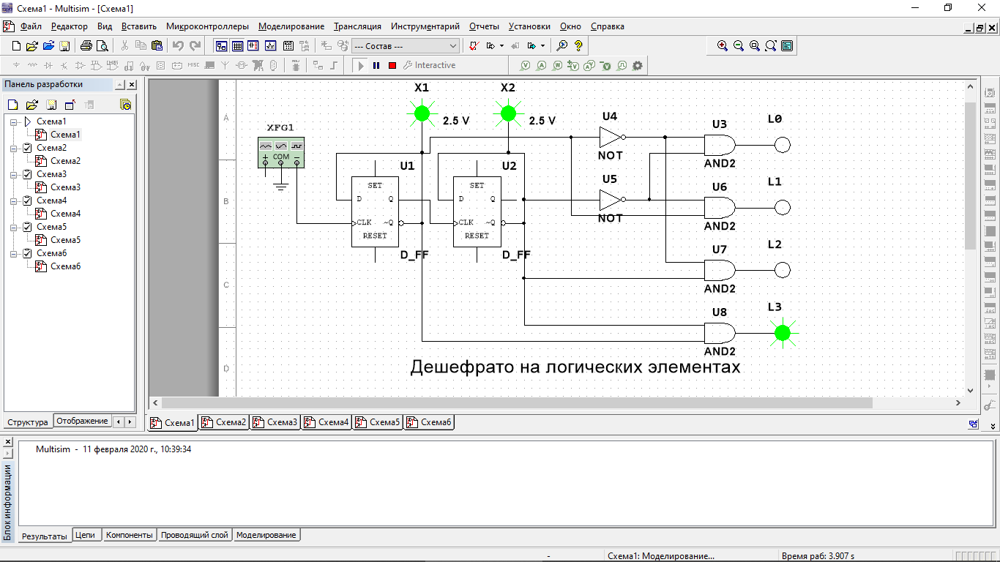 Схема1 - Multisim - [Схема1]
Файл Редактор Вид Вставить Микроконтроллеры Моделирование Трансляция Инструментарий Отчеты Установки Окно Справка
--- Состав ---
MISC
Interactive
Панель разработки
Схема1
Схема1
Схема2
Схема2
Схема3
Схема3
Схема4
Схема4
Схема5
Схема5
Схема6
Схема6
Структура Отображение
A
B
C
D
X1
X2
2.5 V
2.5 V
XFG1
+ COM −
U1
SET
D Q
CLK ~Q
RESET
D_FF
U2
SET
D Q
CLK ~Q
RESET
D_FF
U4
NOT
U5
NOT
U3
AND2
L0
U6
AND2
L1
U7
AND2
L2
U8
AND2
L3
Дешефрато на логических элементах
Схема1 Схема2 Схема3 Схема4 Схема5 Схема6
Multisim - 11 февраля 2020 г., 10:39:34
Блок информации
Результаты Цепи Компоненты Проводящий слой Моделирование
- Схема1: Моделирование... Время раб: 3.907 s